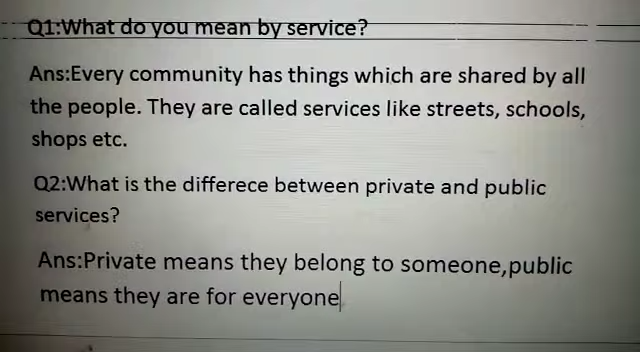 Q1:What do you mean by service?
Ans:Every community has things which are shared by all
the people. They are called services like streets, schools,
shops etc.
Q2:What is the differece between private and public
services?
Ans:Private means they belong to someone,public
means they are for everyone